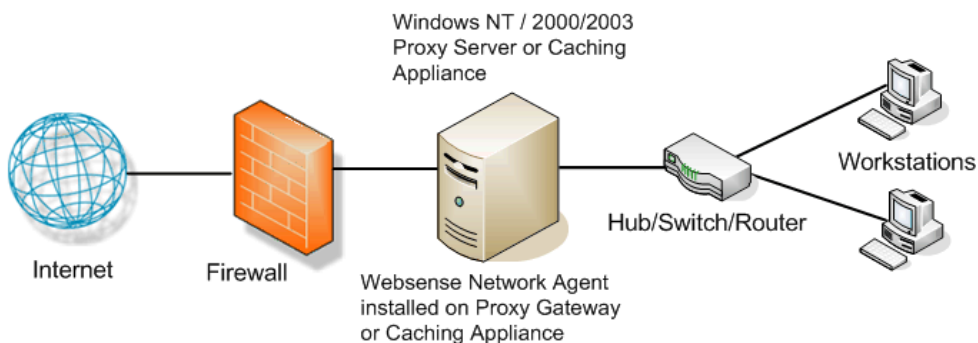 Windows NT / 2000/2003
Proxy Server or Caching
Appliance
Workstations
Hub/Switch/Router
Internet
Firewall
Websense Network Agent
installed on Proxy Gateway
or Caching Appliance